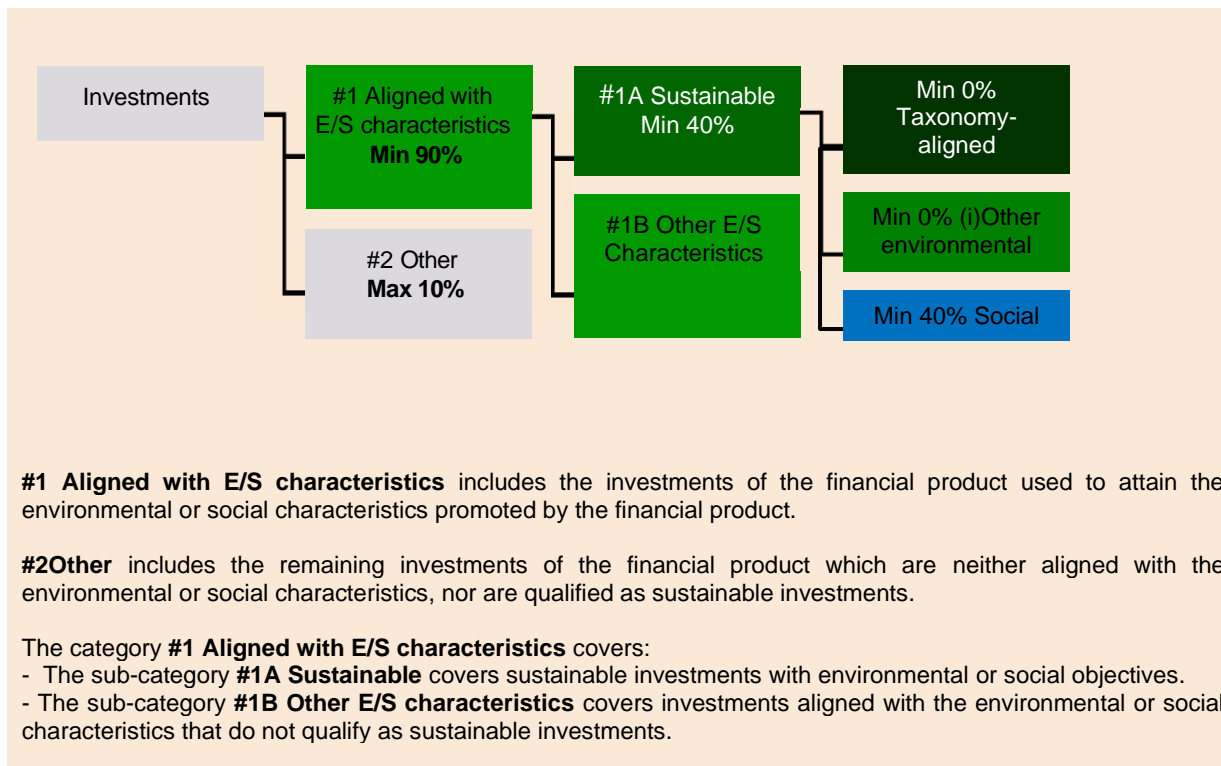 Investments
#1 Aligned with
E/S characteristics
Min 90%
#2 Other
Max 10%
#1A Sustainable
Min 40%
#1B Other E/S
Characteristics
Min 0%
Taxonomy-
aligned
Min 0% (i)Other
environmental
Min 40% Social
#1 Aligned with E/S characteristics includes the investments of the financial product used to attain the
environmental or social characteristics promoted by the financial product.
#2Other includes the remaining investments of the financial product which are neither aligned with the
environmental or social characteristics, nor are qualified as sustainable investments.
The category #1 Aligned with E/S characteristics covers:
- The sub-category #1A Sustainable covers sustainable investments with environmental or social objectives.
- The sub-category #1B Other E/S characteristics covers investments aligned with the environmental or social
characteristics that do not qualify as sustainable investments.